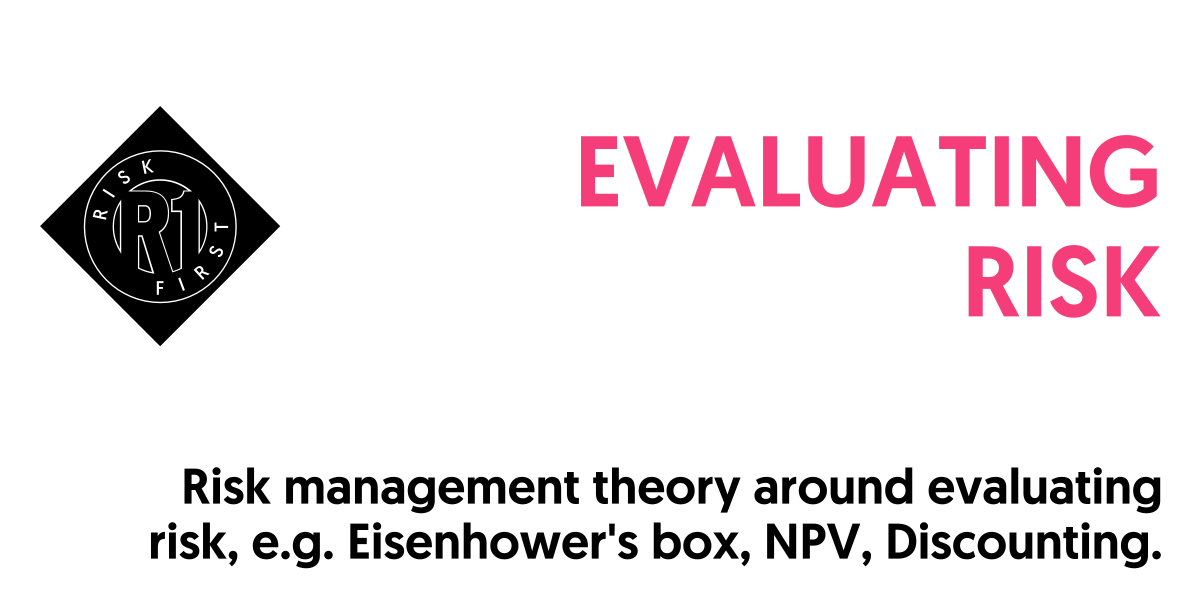 RISK
R1
FIRST
EVALUATING
RISK
Risk management theory around evaluating
risk, e.g. Eisenhower's box, NPV, Discounting.